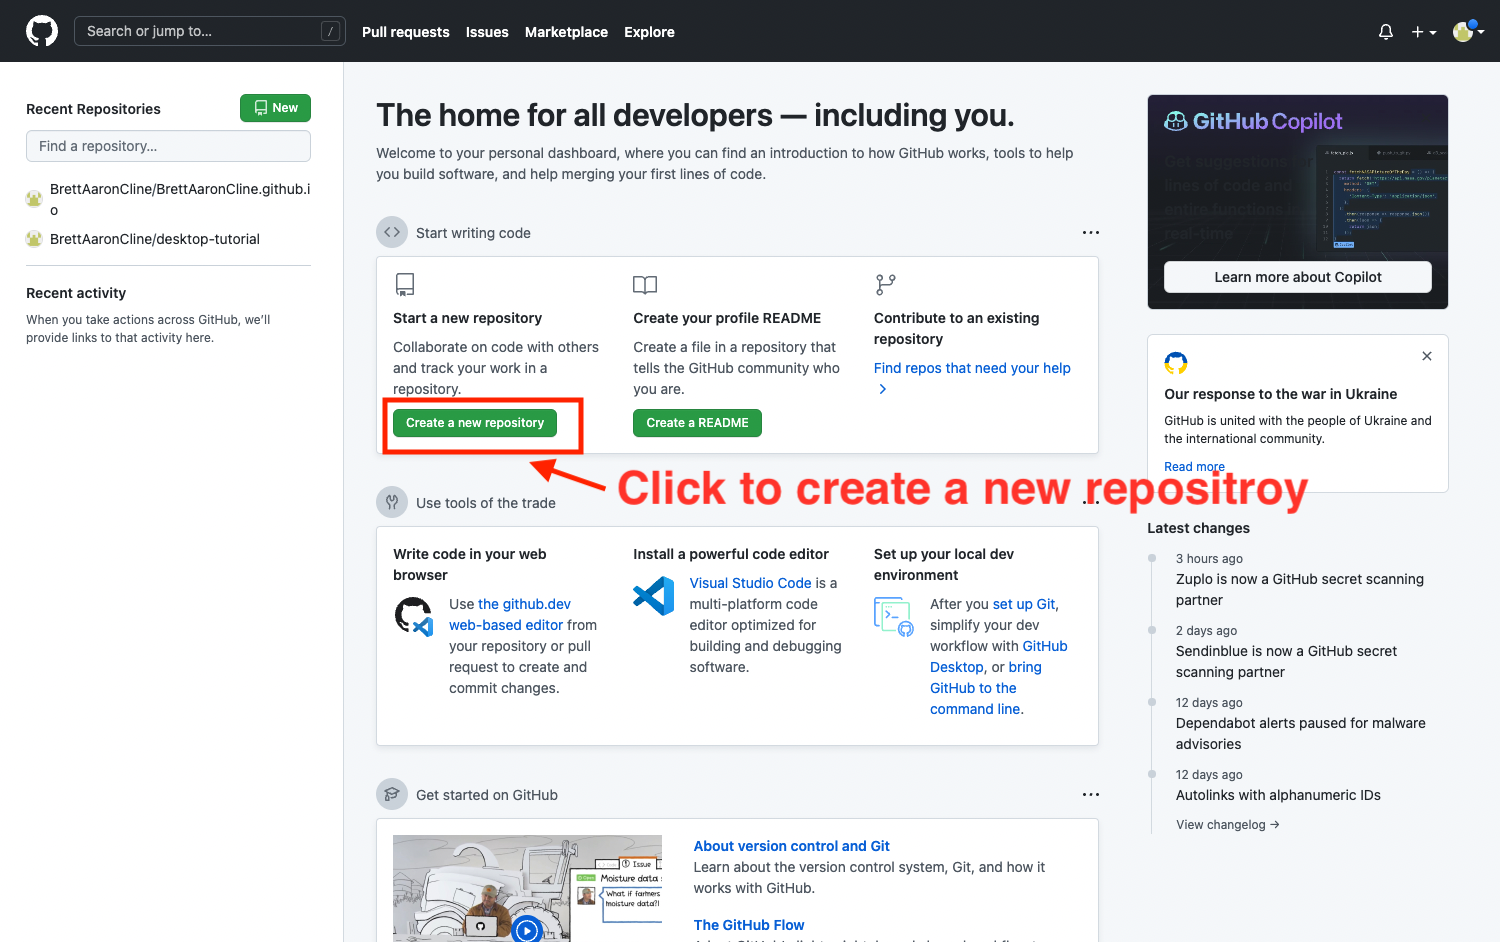 Search or jump to...
/
Pull requests
Issues
Marketplace
Explore
Recent Repositories
New
Find a repository...
BrettAaronCline/BrettAaronCline.github.i
o
BrettAaronCline/desktop-tutorial
Recent activity
When you take actions across GitHub, we'll
provide links to that activity here.
The home for all developers — including you.
Welcome to your personal dashboard, where you can find an introduction to how GitHub works, tools to help
you build software, and help merging your first lines of code.
Start writing code
Start a new repository
Collaborate on code with others
and track your work in a
repository.
Create a new repository
Create your profile README
Create a file in a repository that
tells the GitHub community who
you are.
Create a README
Contribute to an existing
repository
Find repos that need your help
Click to create a new repositroy
Use tools of the trade
Write code in your web
browser
Use the github.dev
web-based editor from
your repository or pull
request to create and
commit changes.
Install a powerful code editor
Visual Studio Code is a
multi-platform code
editor optimized for
building and debugging
software.
Set up your local dev
environment
After you set up Git,
simplify your dev
workflow with GitHub
Desktop, or bring
GitHub to the
command line.
Get started on GitHub
Issue
Moisture data
What if farmers
moisture data?!
About version control and Git
Learn about the version control system, Git, and how it
works with GitHub.
The GitHub Flow
GitHub Copilot
Get suggestions
lines of code and
entire functions
real-time
Learn more about Copilot
Our response to the war in Ukraine
GitHub is united with the people of Ukraine and
the international community.
Read more
Latest changes
3 hours ago
Zuplo is now a GitHub secret scanning
partner
2 days ago
Sendinblue is now a GitHub secret
scanning partner
12 days ago
Dependabot alerts paused for malware
advisories
12 days ago
Autolinks with alphanumeric IDs
View changelog →